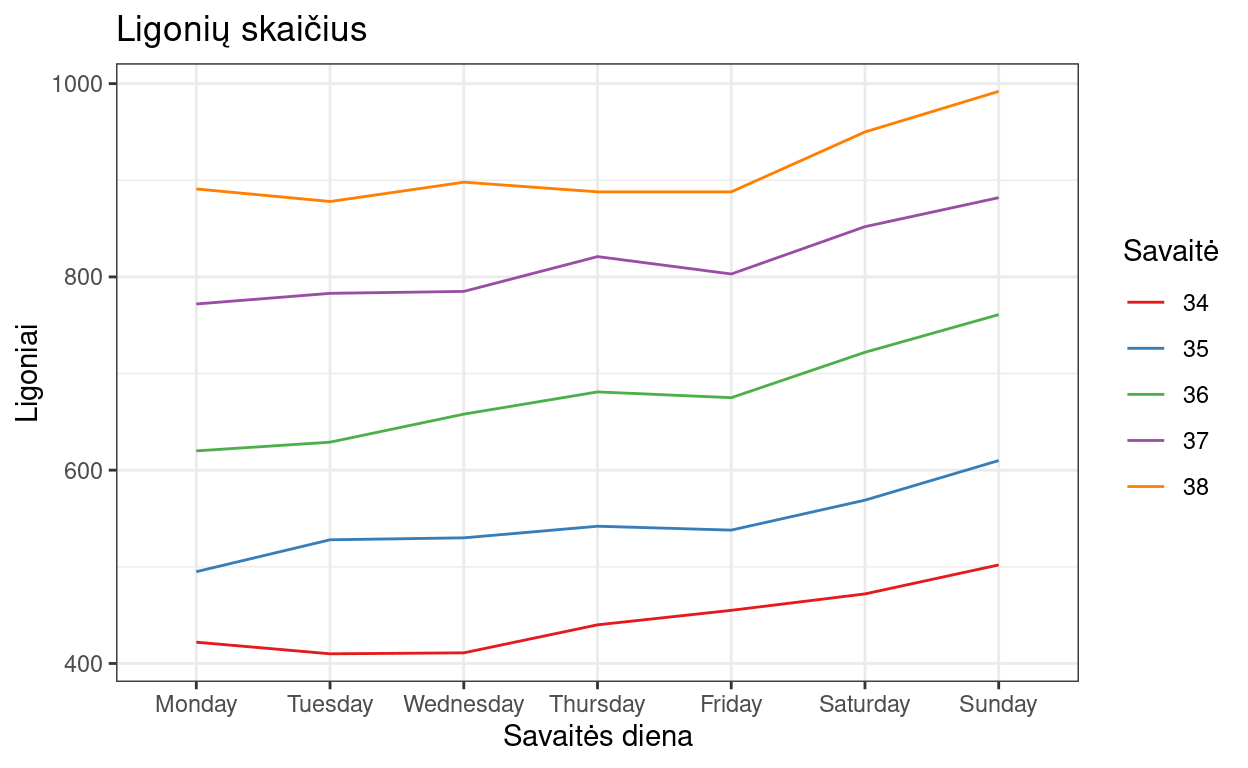 Ligonių skaičius
1000
800
600
400
Ligoniai
Monday Tuesday Wednesday Thursday Friday Saturday Sunday
Savaitės diena
Savaitė
34
35
36
37
38